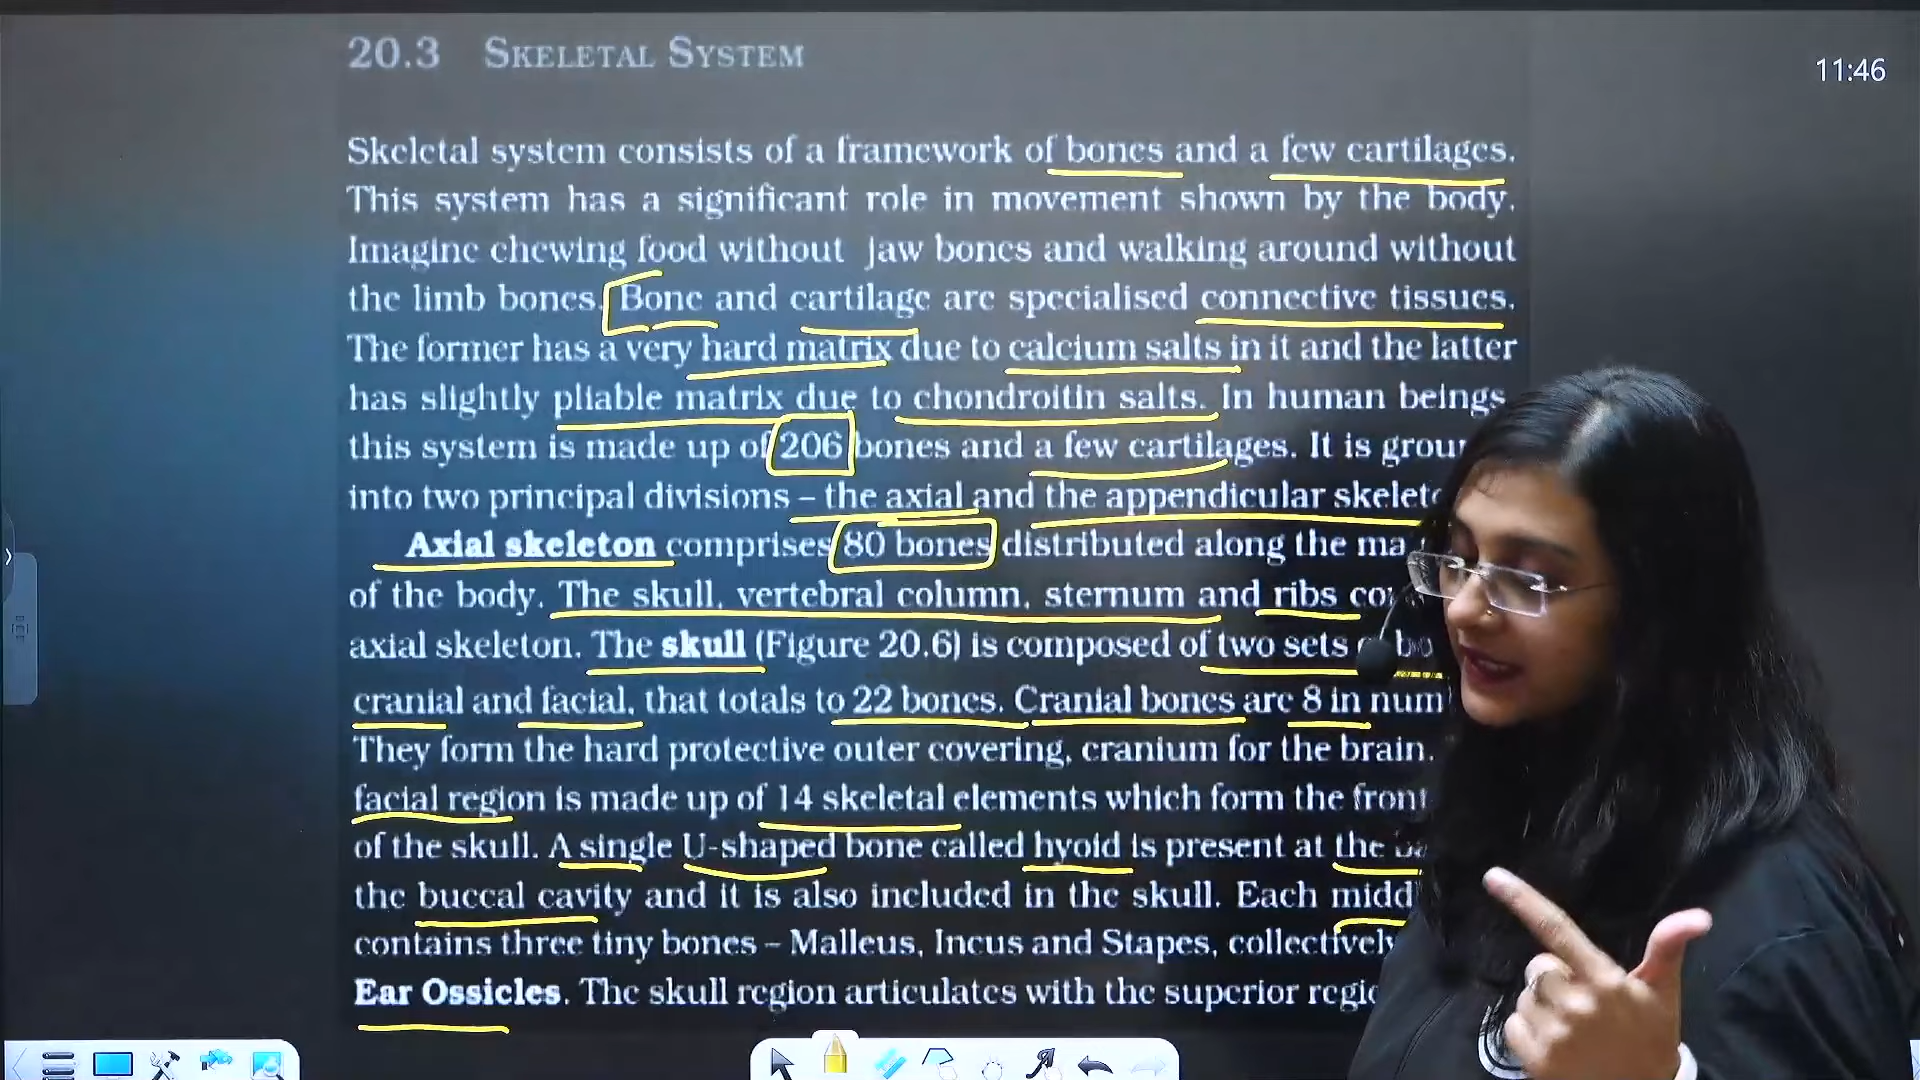 20.3 SKELETAL SYSTEM
11:46
Skeletal system consists of a framework of bones and a few cartilages.
This system has a significant role in movement shown by the body.
Imagine chewing food without jaw bones and walking around without
the limb bones. Bone and cartilage are specialised connective tissues.
The former has a very hard matrix due to calcium salts in it and the latter
has slightly pliable matrix due to chondroitin salts. In human beings,
this system is made up of 206 bones and a few cartilages. It is
into two principal divisions – the axial and the appendicular
Axial skeleton comprises 80 bones distributed along the
of the body. The skull, vertebral column, sternum and ribs
axial skeleton. The skull (Figure 20.6) is composed of two sets
cranial and facial, that totals to 22 bones. Cranial bones are 8 in
They form the hard protective outer covering, cranium for the brain.
facial region is made up of 14 skeletal elements which form the front
of the skull. A single U-shaped bone called hyoid is present at the
the buccal cavity and it is also included in the skull. Each
contains three tiny bones – Malleus, Incus and Stapes,
Ear Ossicles. The skull region articulates with the superior